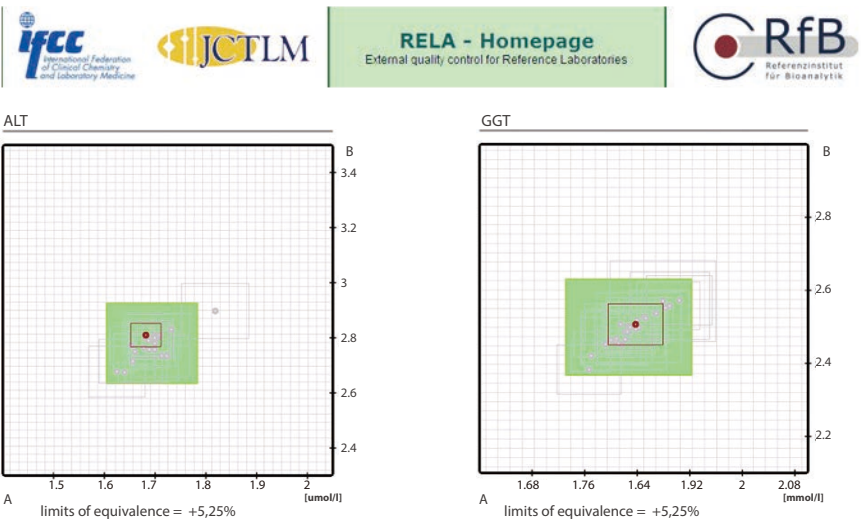 ifcc
International Federation
of Clinical Chemistry
and Laboratory Medicine
JCTLM
RELA - Homepage
External quality control for Reference Laboratories
RfB
Referenzinstitut
für Bioanalytik
ALT
B
3.4
3.2
3
2.8
2.6
2.4
1.5 1.6 1.7 1.8 1.9 2
A
[umol/l]
limits of equivalence = +5,25%
GGT
B
2.8
2.6
2.4
2.2
1.68 1.76 1.64 1.92 2 2.08
A
[mmol/l]
limits of equivalence = +5,25%